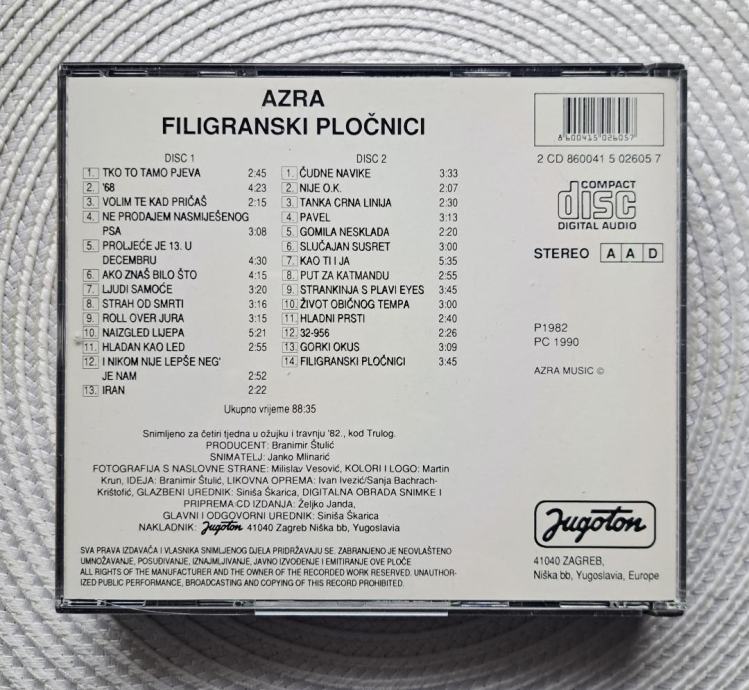 AZRA
FILIGRANSKI PLOČNICI
DISC 1
1. TKO TO TAMO PJEVA 2:45
2. '68 4:23
3. VOLIM TE KAD PRIČAŠ 2:15
4. NE PRODAJEM NASMIJEŠENOG
PSA 3:08
5. PROLJEĆE JE 13. U
DECEMBRU 4:30
6. AKO ZNAŠ BILO ŠTO 4:15
7. LJUDI SAMOĆE 3:20
8. STRAH OD SMRTI 3:16
9. ROLL OVER JURA 3:15
10. NAIZGLED LIJEPA 5:21
11. HLADAN KAO LED 2:55
12. I NIKOM NIJE LEPŠE NEG'
JE NAM 2:52
13. IRAN 2:22
DISC 2
1. ČUDNE NAVIKE 3:33
2. NIJE O.K. 2:07
3. TANKA CRNA LINIJA 2:30
4. PAVEL 3:13
5. GOMILA NESKLADA 2:20
6. SLUČAJAN SUSRET 3:00
7. KAO TI I JA 5:35
8. PUT ZA KATMANDU 2:55
9. STRANKINJA S PLAVI EYES 3:45
10. ŽIVOT OBIČNOG TEMPA 3:00
11. HLADNI PRSTI 2:40
12. 32-956 2:26
13. GORKI OKUS 3:09
14. FILIGRANSKI PLOČNICI 3:45
Ukupno vrijeme 88:35
Snimljeno za četiri tjedna u ožujku i travnju '82., kod Trulog.
PRODUCENT: Branimir Štulić
SNIMATELJ: Janko Mlinarić
FOTOGRAFIJA S NASLOVNE STRANE: Milislav Vesović, KOLORI I LOGO: Martin
Krun, IDEJA: Branimir Štulić, LIKOVNA OPREMA: Ivan Ivezić/Sanja Bachrach-
Krištofić, GLAZBENI UREDNIK: Siniša Škarica, DIGITALNA OBRADA SNIMKE I
PRIPREMA CD IZDANJA: Željko Janda,
GLAVNI I ODGOVORNI UREDNIK: Siniša Škarica
NAKLADNIK: Jugoton 41040 Zagreb Niška bb, Yugoslavia
SVA PRAVA IZDAVAČA I VLASNIKA SNIMLJENOG DJELA PRIDRŽAVAJU SE. ZABRANJENO JE NEOVLAŠTENO
UMNOŽAVANJE, POSUĐIVANJE, IZNAJMLJIVANJE, JAVNO IZVOĐENJE I EMITIRANJE OVE PLOČE
ALL RIGHTS OF THE MANUFACTURER AND THE OWNER OF THE RECORDED WORK RESERVED. UNAUTHOR-
IZED PUBLIC PERFORMANCE, BROADCASTING AND COPYING OF THIS RECORD PROHIBITED.
8600415026057
2 CD 860041 5 02605 7
COMPACT
disc
DIGITAL AUDIO
STEREO A A D
P1982
PC 1990
AZRA MUSIC ©
Jugoton
41040 ZAGREB,
Niška bb, Yugoslavia, Europe